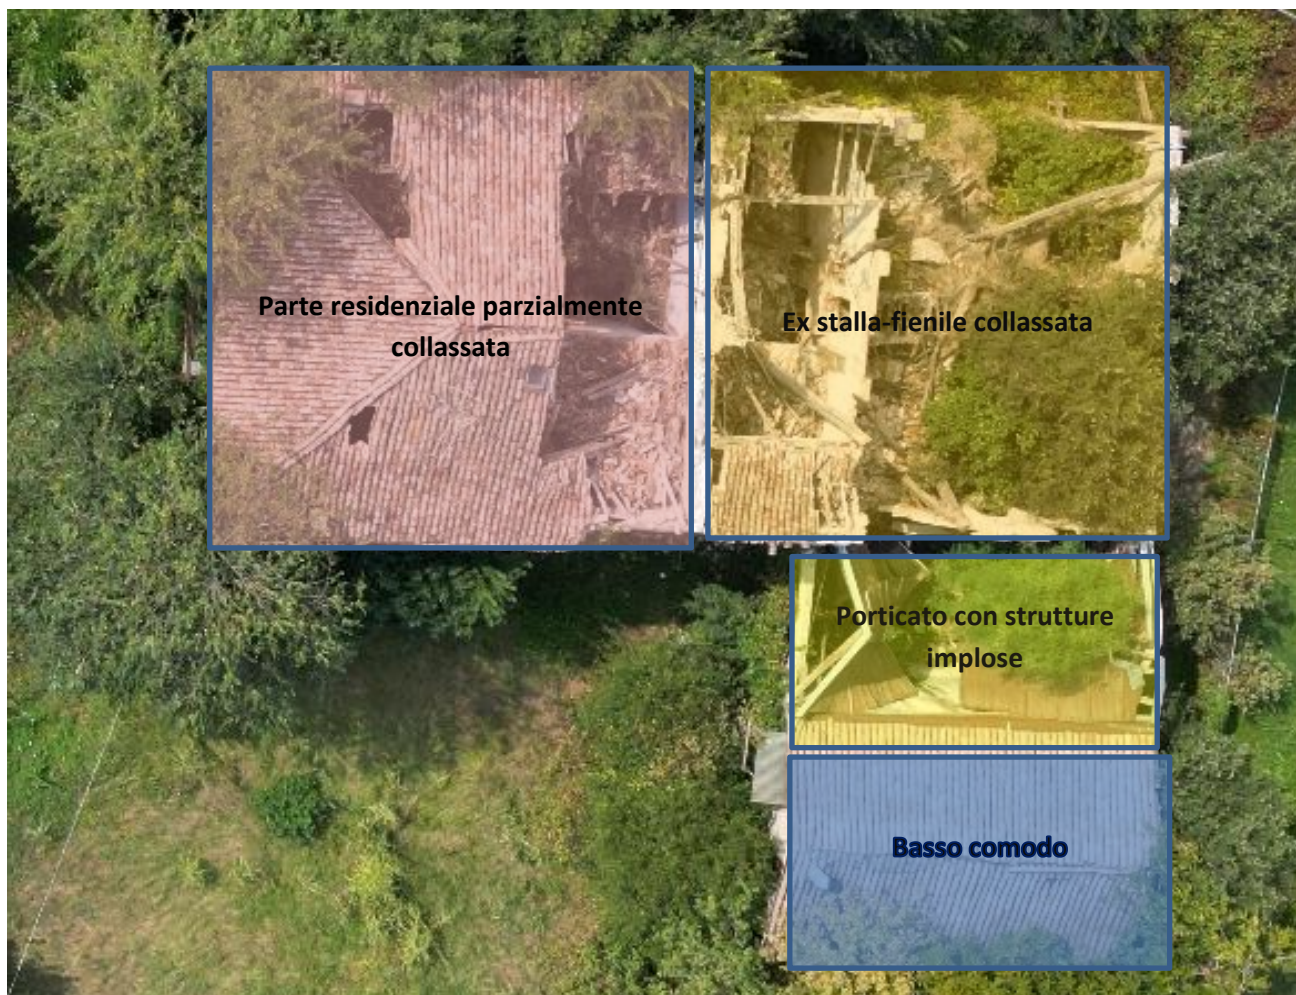 Parte residenziale parzialmente
collassata
Ex stalla-fienile collassata
Porticato con strutture
implose
Basso comodo